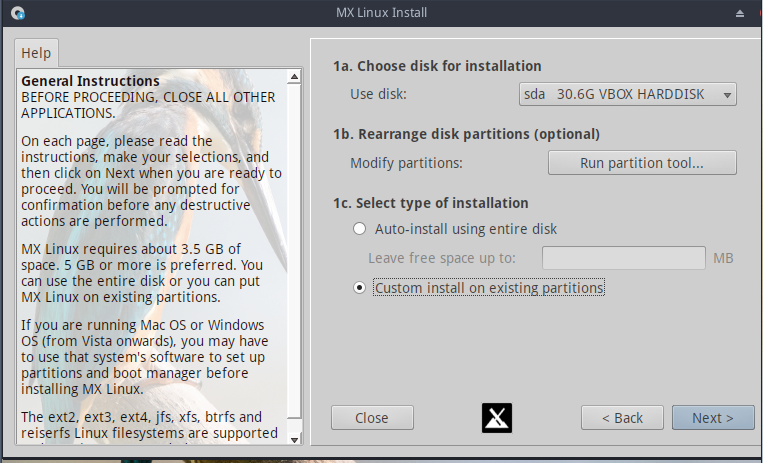 MX Linux Install
Help
General Instructions
BEFORE PROCEEDING, CLOSE ALL OTHER
APPLICATIONS.
On each page, please read the
instructions, make your selections, and
then click on Next when you are ready to
proceed. You will be prompted for
confirmation before any destructive
actions are performed.
MX Linux requires about 3.5 GB of
space. 5 GB or more is preferred. You
can use the entire disk or you can put
MX Linux on existing partitions.
If you are running Mac OS or Windows
OS (from Vista onwards), you may have
to use that system's software to set up
partitions and boot manager before
installing MX Linux.
The ext2, ext3, ext4, jfs, xfs, btrfs and
reiserfs Linux filesystems are supported
1a. Choose disk for installation
Use disk: sda 30.6G VBOX HARDDISK
1b. Rearrange disk partitions (optional)
Modify partitions: Run partition tool...
1c. Select type of installation
Auto-install using entire disk
Leave free space up to: MB
Custom install on existing partitions
Close < Back Next >